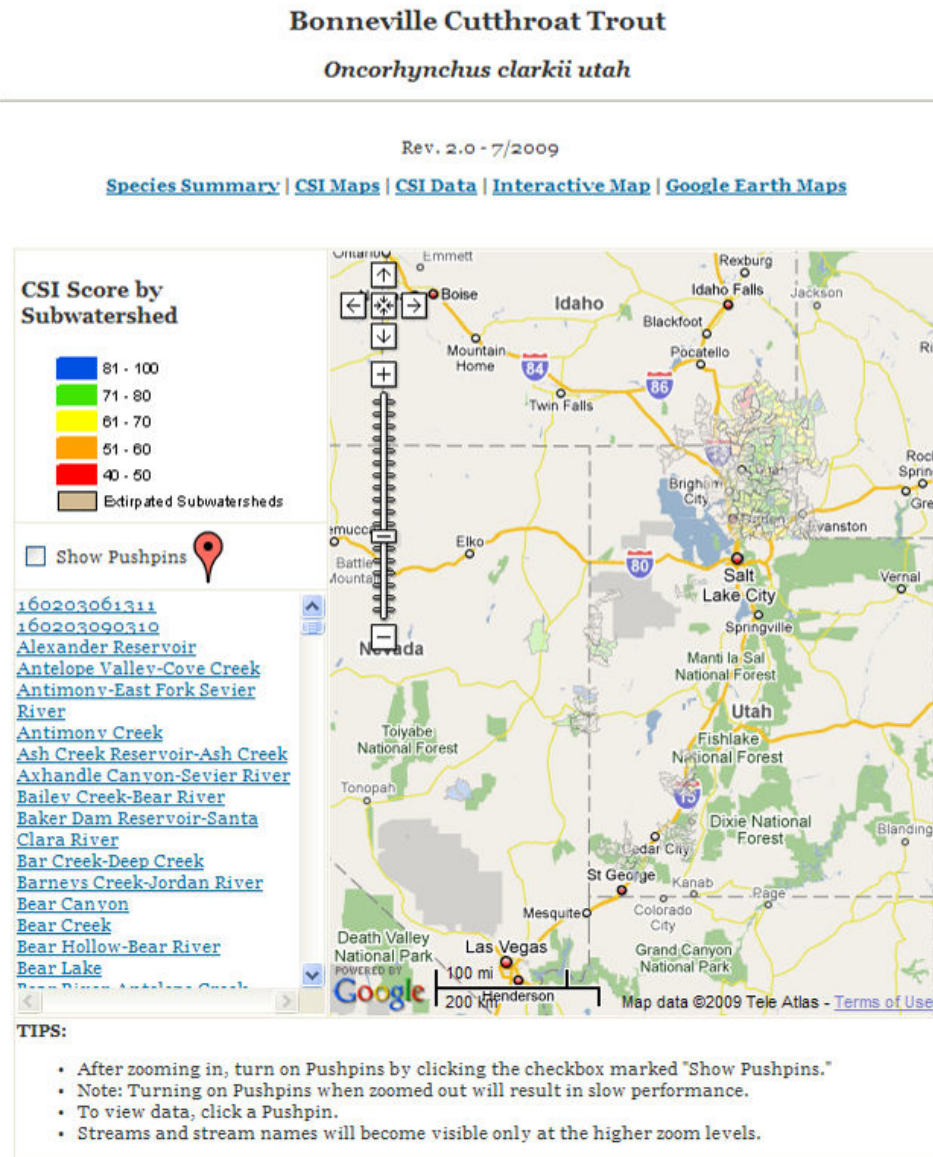 Bonneville Cutthroat Trout
Oncorhynchus clarkii utah
Rev. 2.0 - 7/2009
Species Summary | CSI Maps | CSI Data | Interactive Map | Google Earth Maps
CSI Score by
Subwatershed
81 - 100
71 - 80
61 - 70
51 - 60
40 - 50
Extirpated Subwatersheds
Show Pushpins
160203061311
160203090310
Alexander Reservoir
Antelope Valley-Cove Creek
Antimony-East Fork Sevier
River
Antimony Creek
Ash Creek Reservoir-Ash Creek
Axhandle Canyon-Sevier River
Bailey Creek-Bear River
Baker Dam Reservoir-Santa
Clara River
Bar Creek-Deep Creek
Barneys Creek-Jordan River
Bear Canyon
Bear Creek
Bear Hollow-Bear River
Bear Lake
Ontario
Emmett
Rexburg
Boise
Idaho
Idaho Falls
Jackson
Blackfoot
Mountain
Home
Pocatello
84
86
Twin Falls
Brigham
City
Logan
Ogden
Evanston
Elko
Battle
Mountain
80
Salt
Lake City
Vernal
Springville
Nevada
Manti la Sal
National Forest
Utah
Toiyabe
National Forest
Fishlake
National Forest
Tonopah
15
Dixie National
Forest
Blanding
Cedar City
St George
Kanab
Page
Mesquite
Colorado
City
Death Valley
National Park
Las Vegas
Grand Canyon
National Park
POWERED BY
Google
100 mi
200 km
Henderson
Map data ©2009 Tele Atlas - Terms of Use
TIPS:
• After zooming in, turn on Pushpins by clicking the checkbox marked "Show Pushpins."
• Note: Turning on Pushpins when zoomed out will result in slow performance.
• To view data, click a Pushpin.
• Streams and stream names will become visible only at the higher zoom levels.